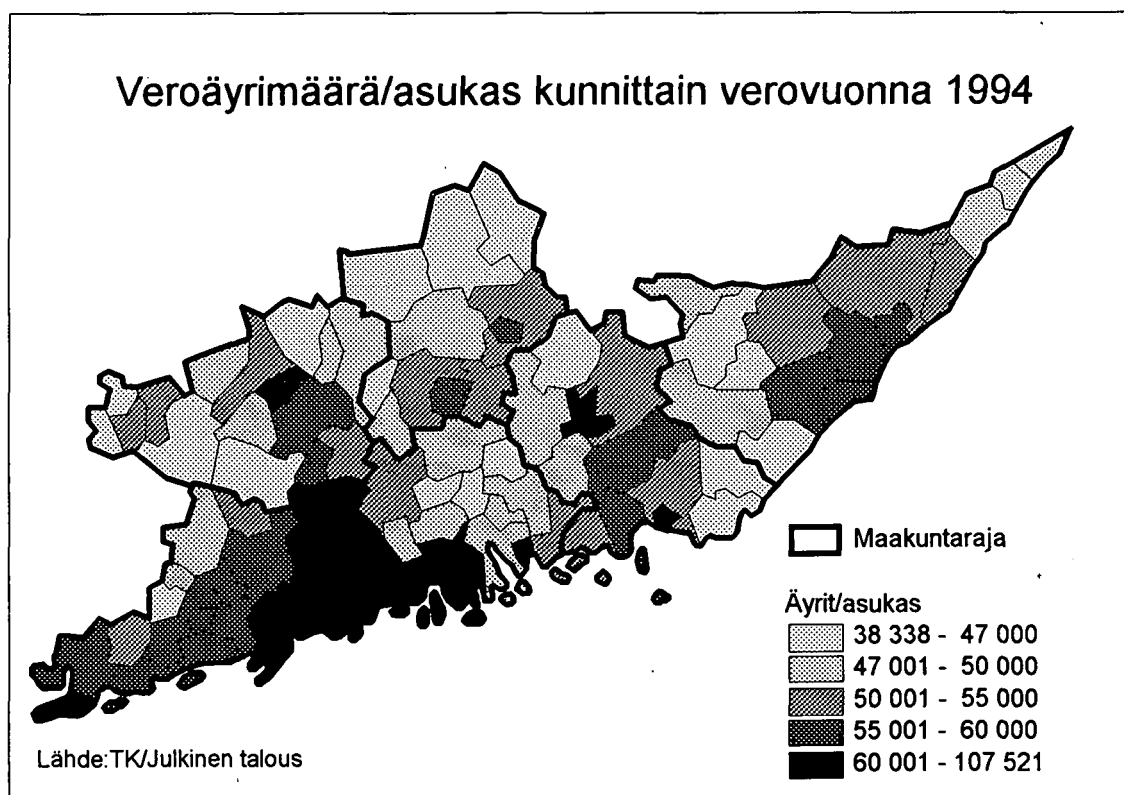 Veroäyrimäärä/asukas kunnittain verovuonna 1994
Maakuntaraja
Äyrit/asukas
38 338 - 47 000
47 001 - 50 000
50 001 - 55 000
55 001 - 60 000
60 001 - 107 521
Lähde:TK/Julkinen talous